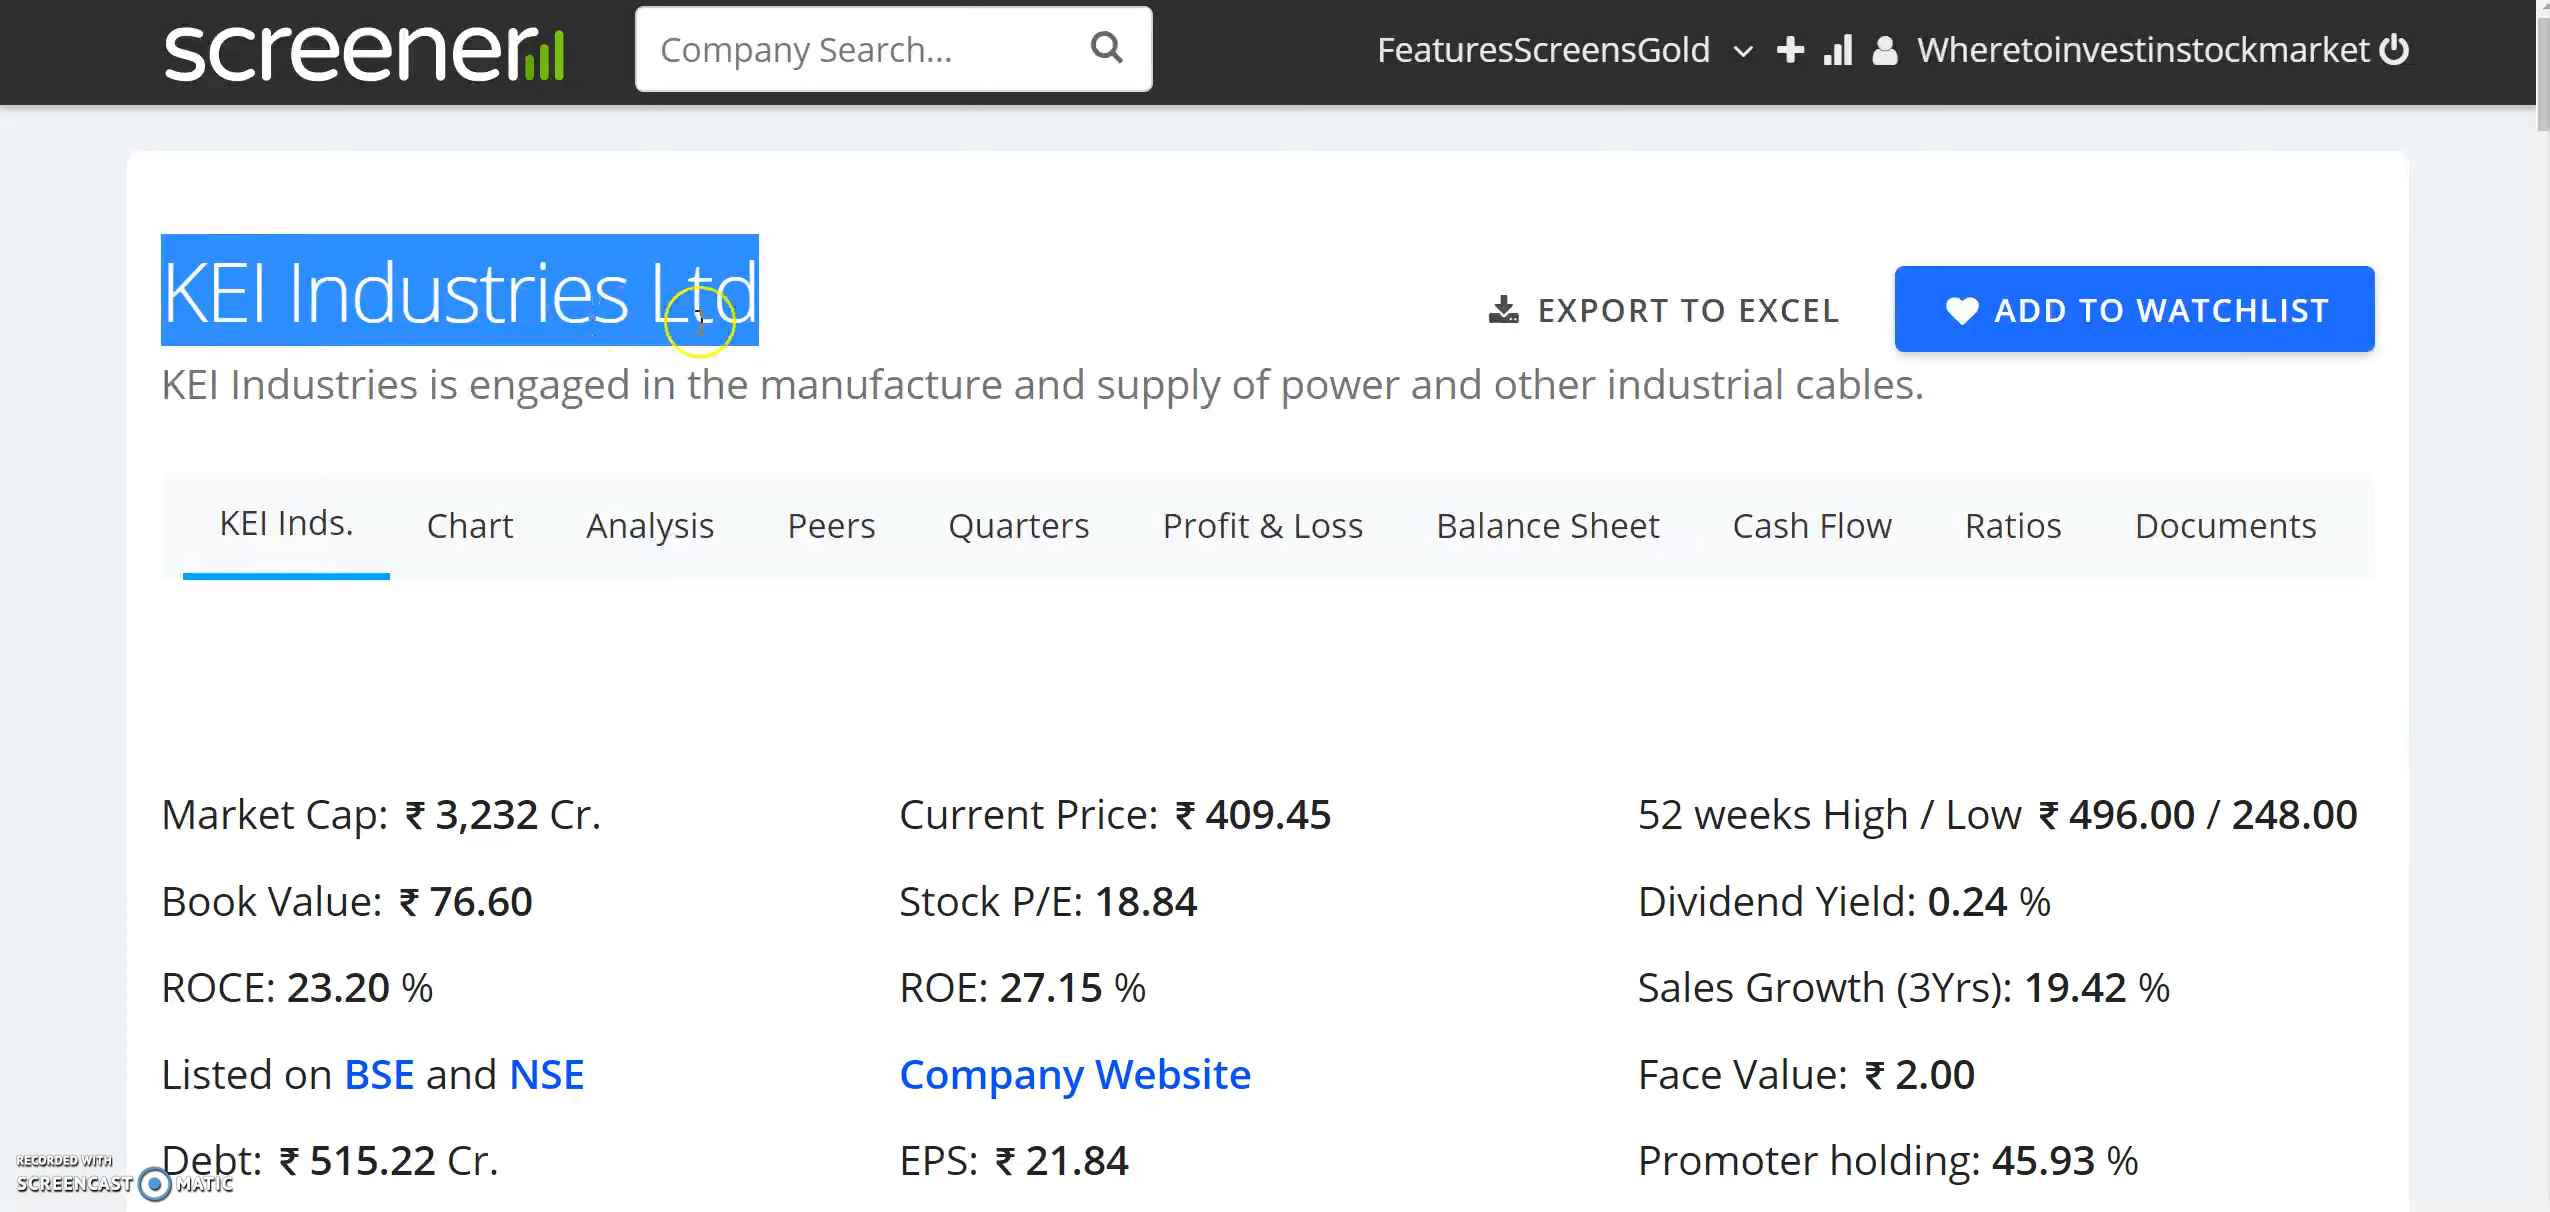 screener
Company Search...
FeaturesScreensGold
Wheretoinvestinstockmarket
KEI Industries Ltd
EXPORT TO EXCEL
ADD TO WATCHLIST
KEI Industries is engaged in the manufacture and supply of power and other industrial cables.
KEI Inds. Chart Analysis Peers Quarters Profit & Loss Balance Sheet Cash Flow Ratios Documents
Market Cap: ₹ 3,232 Cr.
Current Price: ₹ 409.45
52 weeks High / Low ₹ 496.00 / 248.00
Book Value: ₹ 76.60
Stock P/E: 18.84
Dividend Yield: 0.24 %
ROCE: 23.20 %
ROE: 27.15 %
Sales Growth (3Yrs): 19.42 %
Listed on BSE and NSE
Company Website
Face Value: ₹ 2.00
Debt: ₹ 515.22 Cr.
EPS: ₹ 21.84
Promoter holding: 45.93 %
RECORDED WITH
SCREENCAST MATIC